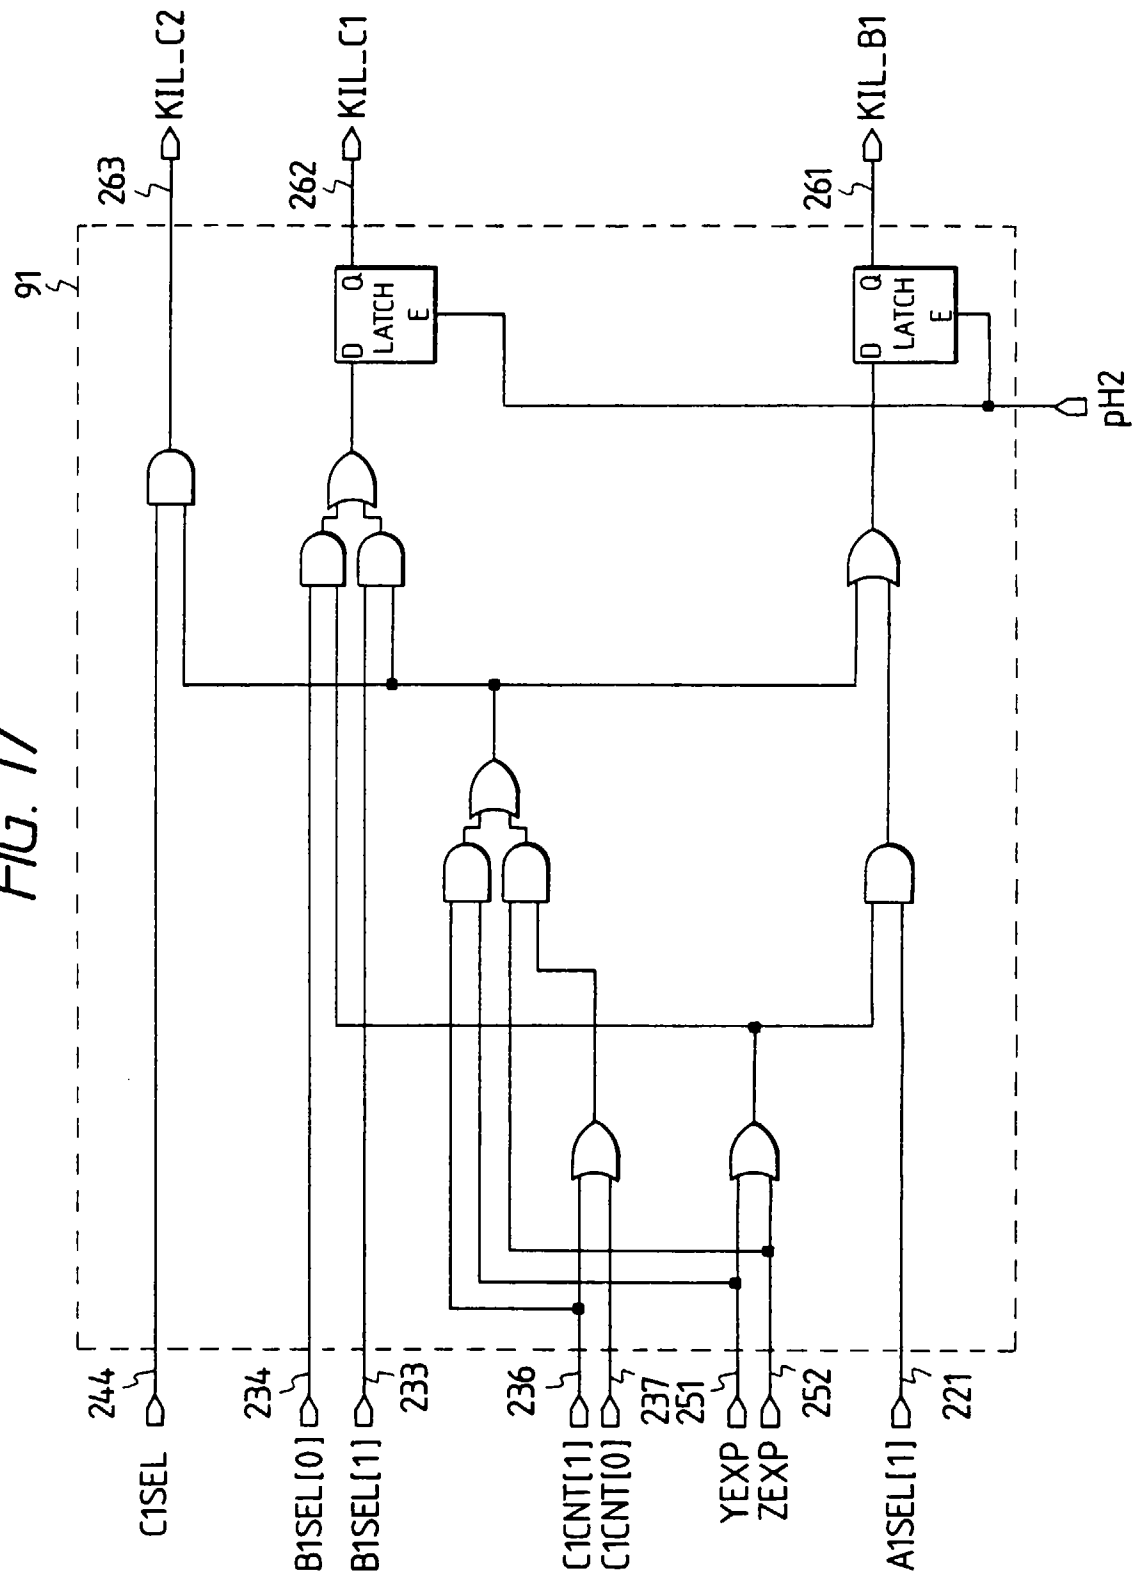 FIG. 17
91
C1SEL
244
B1SEL[0]
234
B1SEL[1]
233
C1CNT[1]
236
C1CNT[0]
237
YEXP
251
ZEXP
252
A1SEL[1]
221
263
KIL_C2
D Q
LATCH
E
262
KIL_C1
D Q
LATCH
E
261
KIL_B1
pH2